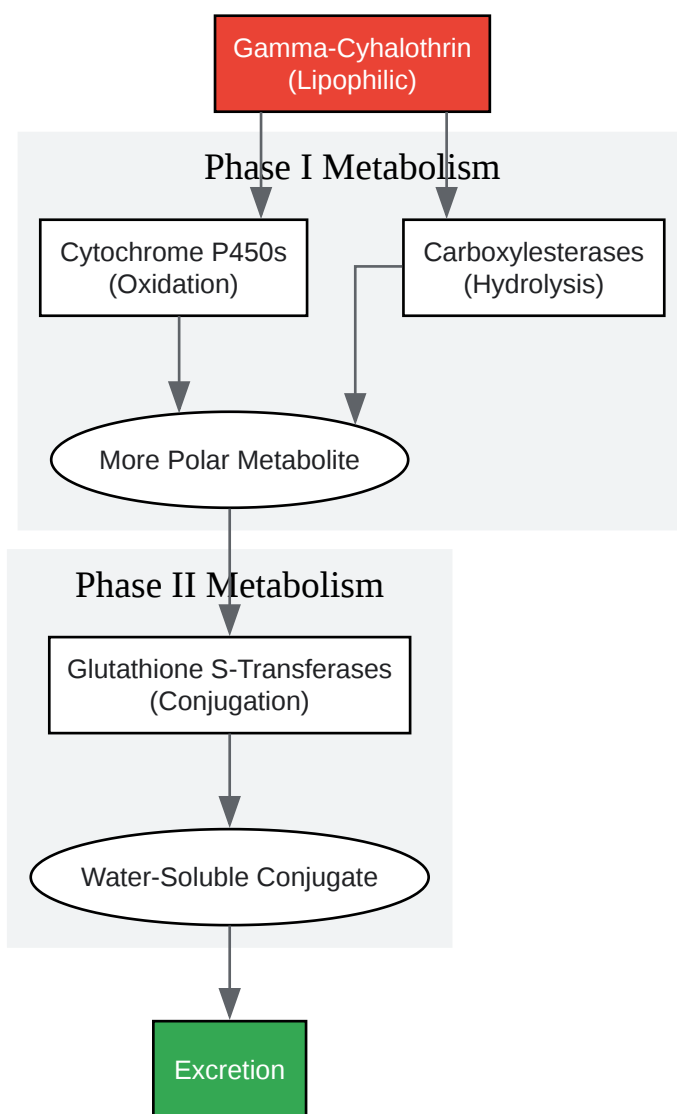 Gamma-Cyhalothrin
(Lipophilic)
Phase I Metabolism
Cytochrome P450s
(Oxidation)
Carboxylesterases
(Hydrolysis)
More Polar Metabolite
Phase II Metabolism
Glutathione S-Transferases
(Conjugation)
Water-Soluble Conjugate
Excretion